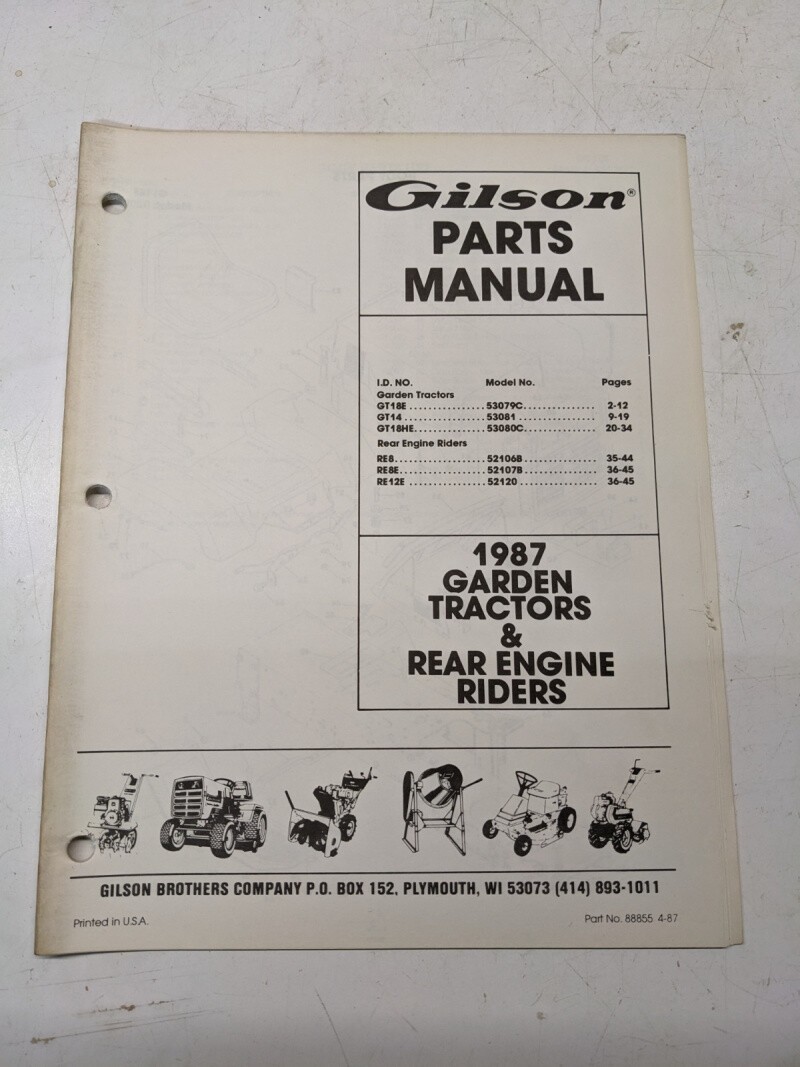 Gilson®
PARTS
MANUAL
I.D. NO. Model No. Pages
Garden Tractors
GT18E ............... 53079C............... 2-12
GT14 ................ 53081 ............... 9-19
GT18HE.............. 53080C............... 20-34
Rear Engine Riders
RE8.................. 52106B............... 35-44
RE8E................. 52107B............... 36-45
RE12E ............... 52120 ............... 36-45
1987
GARDEN
TRACTORS
&
REAR ENGINE
RIDERS
GILSON BROTHERS COMPANY P.O. BOX 152, PLYMOUTH, WI 53073 (414) 893-1011
Printed in U.S.A. Part No. 88855 4-87